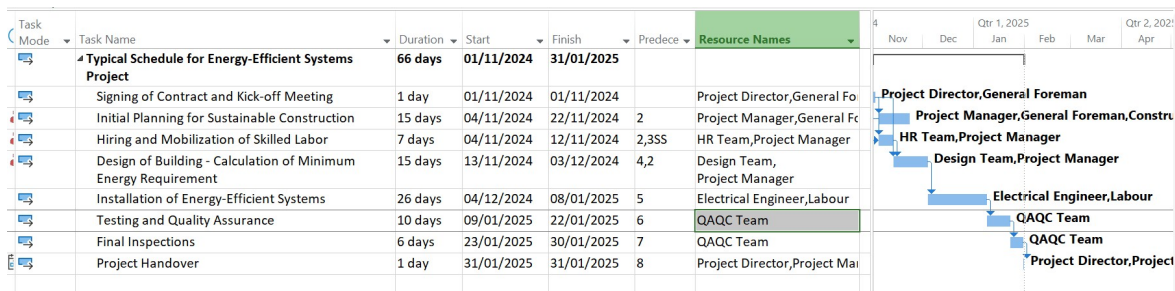 Task
Mode Task Name Duration Start Finish Predece Resource Names
4 Qtr 1, 2025 Qtr 2, 202
Nov Dec Jan Feb Mar Apr
Typical Schedule for Energy-Efficient Systems 66 days 01/11/2024 31/01/2025
Project
Signing of Contract and Kick-off Meeting 1 day 01/11/2024 01/11/2024 Project Director,General Fo Project Director,General Foreman
Initial Planning for Sustainable Construction 15 days 04/11/2024 22/11/2024 2 Project Manager,General Fc Project Manager,General Foreman,Constru
Hiring and Mobilization of Skilled Labor 7 days 04/11/2024 12/11/2024 2,3SS HR Team,Project Manager HR Team,Project Manager
Design of Building - Calculation of Minimum 15 days 13/11/2024 03/12/2024 4,2 Design Team, Design Team,Project Manager
Energy Requirement Project Manager
Installation of Energy-Efficient Systems 26 days 04/12/2024 08/01/2025 5 Electrical Engineer,Labour Electrical Engineer,Labour
Testing and Quality Assurance 10 days 09/01/2025 22/01/2025 6 QAQC Team QAQC Team
Final Inspections 6 days 23/01/2025 30/01/2025 7 QAQC Team QAQC Team
Project Handover 1 day 31/01/2025 31/01/2025 8 Project Director,Project Mai Project Director,Project